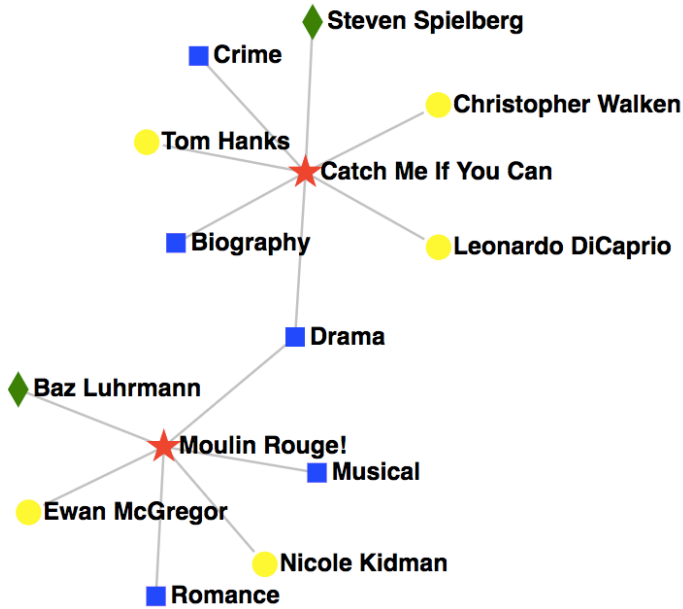 Steven Spielberg
Crime
Christopher Walken
Tom Hanks
Catch Me If You Can
Biography
Leonardo DiCaprio
Drama
Baz Luhrmann
Moulin Rouge!
Musical
Ewan McGregor
Nicole Kidman
Romance